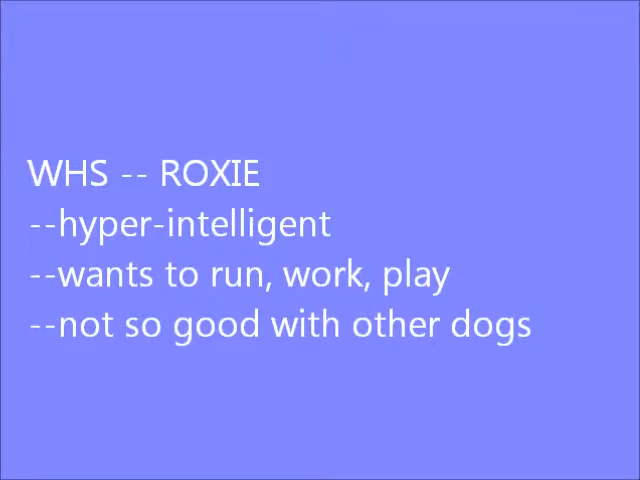 WHS -- ROXIE
--hyper-intelligent
--wants to run, work, play
--not so good with other dogs